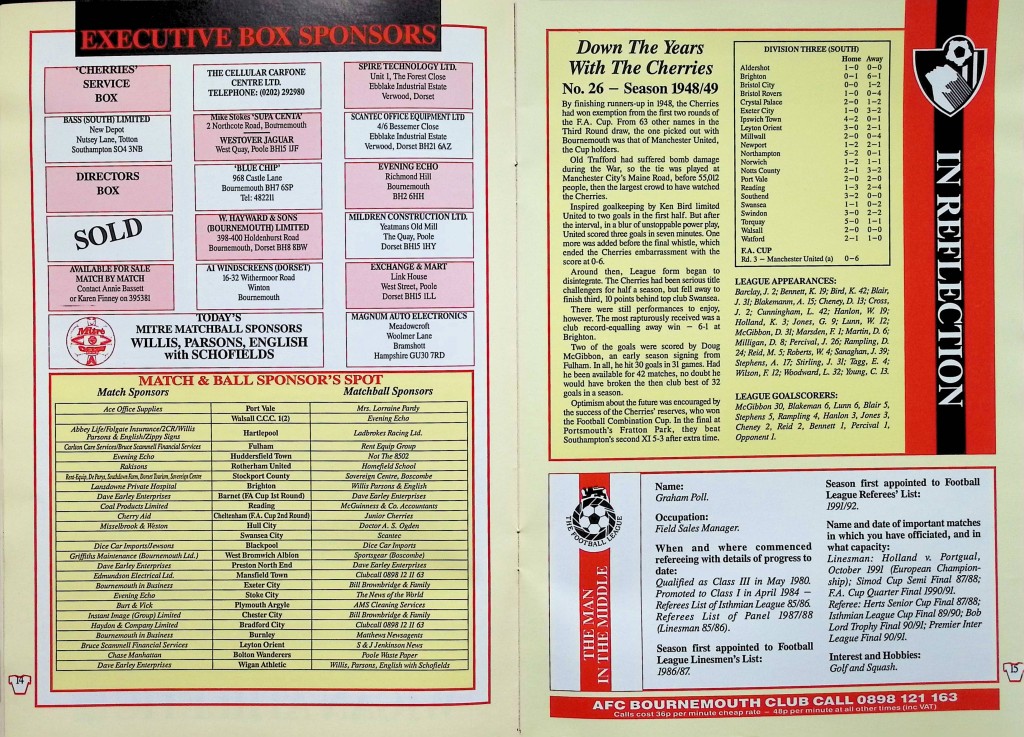 EXECUTIVE BOX SPONSORS
'CHERRIES'
SERVICE
BOX
THE CELLULAR CARFONE
CENTRE LTD.
TELEPHONE: (0202) 292980
SPIRE TECHNOLOGY LTD.
Unit 1, The Forest Close
Ebblake Industrial Estate
Verwood, Dorset
BASS (SOUTH) LIMITED
New Depot
Nutsey Lane, Totton
Southampton SO4 3NB
Mike Stokes 'SUPA CENTA'
2 Northcote Road, Bournemouth
WESTOVER JAGUAR
West Quay, Poole BH15 1JF
SCANTEC OFFICE EQUIPMENT LTD
4/6 Bessemer Close
Ebblake Industrial Estate
Verwood, Dorset BH21 6AZ
DIRECTORS
BOX
'BLUE CHIP'
968 Castle Lane
Bournemouth BH7 6SP
Tel: 482211
EVENING ECHO
Richmond Hill
Bournemouth
BH2 6HH
SOLD
W. HAYWARD & SONS
(BOURNEMOUTH) LIMITED
398-400 Holdenhurst Road
Bournemouth, Dorset BH8 8BW
MILDREN CONSTRUCTION LTD.
Yeatmans Old Mill
The Quay, Poole
Dorset BH15 1HY
AVAILABLE FOR SALE
MATCH BY MATCH
Contact Annie Bassett
or Karen Finney on 395381
A1 WINDSCREENS (DORSET)
16-32 Withermoor Road
Winton
Bournemouth
EXCHANGE & MART
Link House
West Street, Poole
Dorset BH15 1LL
Mitre
TODAY'S
MITRE MATCHBALL SPONSORS
WILLIS, PARSONS, ENGLISH
with SCHOFIELDS
MAGNUM AUTO ELECTRONICS
Meadowcroft
Woolmer Lane
Bramshott
Hampshire GU30 7RD
MATCH & BALL SPONSOR'S SPOT
Match Sponsors Matchball Sponsors
Ace Office Supplies Port Vale Mrs. Lorraine Pardy
Walsall C.C.C. 1(2) Evening Echo
Abbey Life/Folgate Insurance/2CR/Willis
Parsons & English/Zippy Signs Hartlepool Ladbrokes Racing Ltd.
Carlton Care Services/Bruce Scammell Financial Services Fulham Rent Equip Group
Evening Echo Huddersfield Town Not The 8502
Rakisons Rotherham United Homefield School
Rent-Equip, De Parys, Southdown Farm, Dorset Tourism, Sovereign Centre Stockport County Sovereign Centre, Boscombe
Lansdowne Private Hospital Brighton Willis Parsons & English
Dave Earley Enterprises Barnet (FA Cup 1st Round) Dave Earley Enterprises
Coal Products Limited Reading McGuinness & Co. Accountants
Cherry Aid Cheltenham (F.A. Cup 2nd Round) Junior Cherries
Misselbrook & Weston Hull City Doctor A. S. Ogden
Swansea City Scantec
Dice Car Imports/Jewsons Blackpool Dice Car Imports
Griffiths Maintenance (Bournemouth Ltd.) West Bromwich Albion Sportsgear (Boscombe)
Dave Earley Enterprises Preston North End Dave Earley Enterprises
Edmundson Electrical Ltd. Mansfield Town Clubcall 0898 12 11 63
Bournemouth in Business Exeter City Bill Brownbridge & Family
Evening Echo Stoke City The News of the World
Burt & Vick Plymouth Argyle AMS Cleaning Services
Instant Image (Group) Limited Chester City Bill Brownbridge & Family
Haydon & Company Limited Bradford City Clubcall 0898 12 11 63
Bournemouth in Business Burnley Matthews Newsagents
Bruce Scammell Financial Services Leyton Orient S & J Jenkinson News
Chase Manhattan Bolton Wanderers Poole Waste Paper
Dave Earley Enterprises Wigan Athletic Willis, Parsons, English with Schofields
14
Down The Years
With The Cherries
No. 26 – Season 1948/49
By finishing runners-up in 1948, the Cherries
had won exemption from the first two rounds
of the F.A. Cup. From 63 other names in the
Third Round draw, the one picked out with
Bournemouth was that of Manchester United,
the Cup holders.
Old Trafford had suffered bomb damage
during the War, so the tie was played at
Manchester City's Maine Road, before 55,012
people, then the largest crowd to have watched
the Cherries.
Inspired goalkeeping by Ken Bird limited
United to two goals in the first half. But after
the interval, in a blur of unstoppable power play,
United scored three goals in seven minutes. One
more was added before the final whistle, which
ended the Cherries embarrassment with the
score at 0-6.
Around then, League form began to
disintegrate. The Cherries had been serious title
challengers for half a season, but fell away to
finish third, 10 points behind top club Swansea.
There were still performances to enjoy,
however. The most rapturously received was a
club record-equalling away win – 6-1 at
Brighton.
Two of the goals were scored by Doug
McGibbon, an early season signing from
Fulham. In all, he hit 30 goals in 31 games. Had
he been available for 42 matches, no doubt he
would have broken the then club best of 32
goals in a season.
Optimism about the future was encouraged by
the success of the Cherries' reserves, who won
the Football Combination Cup. In the final at
Portsmouth's Fratton Park, they beat
Southampton's second XI 5-3 after extra time.
DIVISION THREE (SOUTH)
Home Away
Aldershot 1–0 0–0
Brighton 0–1 6–1
Bristol City 0–0 1–2
Bristol Rovers 1–0 0–4
Crystal Palace 2–0 1–2
Exeter City 1–0 3–2
Ipswich Town 4–2 0–1
Leyton Orient 3–0 2–1
Millwall 2–0 0–4
Newport 1–2 2–1
Northampton 5–2 0–1
Norwich 1–2 1–1
Notts County 2–1 3–2
Port Vale 2–0 2–0
Reading 1–3 2–4
Southend 3–2 0–0
Swansea 1–1 0–2
Swindon 3–0 2–2
Torquay 5–0 1–1
Walsall 2–0 0–0
Watford 2–1 1–0
F.A. CUP
Rd. 3 – Manchester United (a) 0–6
LEAGUE APPEARANCES:
Barclay, J. 2; Bennett, K. 19; Bird, K. 42; Blair,
J. 31; Blakemann, A. 15; Cheney, D. 13; Cross,
J. 2; Cunningham, L. 42; Hanlon, W. 19;
Holland, K. 3; Jones, G. 9; Lunn, W. 12;
McGibbon, D. 31; Marsden, F. 1; Martin, D. 6;
Milligan, D. 8; Percival, J. 26; Rampling, D.
24; Reid, M. 5; Roberts, W. 4; Sanaghan, J. 39;
Stephens, A. 17; Stirling, J. 31; Tagg, E. 4;
Wilson, F. 12; Woodward, L. 32; Young, C. 13.
LEAGUE GOALSCORERS:
McGibbon 30, Blakeman 6, Lunn 6, Blair 5,
Stephens 5, Rampling 4, Hanlon 3, Jones 3,
Cheney 2, Reid 2, Bennett 1, Percival 1,
Opponent 1.
IN REFLECTION
THE FOOTBALL LEAGUE
THE MAN
IN THE MIDDLE
Name:
Graham Poll.
Occupation:
Field Sales Manager.
When and where commenced
refereeing with details of progress to
date:
Qualified as Class III in May 1980.
Promoted to Class I in April 1984 –
Referees List of Isthmian League 85/86.
Referees List of Panel 1987/88
(Linesman 85/86).
Season first appointed to Football
League Linesmen's List:
1986/87.
Season first appointed to Football
League Referees' List:
1991/92.
Name and date of important matches
in which you have officiated, and in
what capacity:
Linesman: Holland v. Portgual,
October 1991 (European Champion-
ship); Simod Cup Semi Final 87/88;
F.A. Cup Quarter Final 1990/91.
Referee: Herts Senior Cup Final 87/88;
Isthmian League Cup Final 89/90; Bob
Lord Trophy Final 90/91; Premier Inter
League Final 90/91.
Interest and Hobbies:
Golf and Squash.
15
AFC BOURNEMOUTH CLUB CALL 0898 121 163
Calls cost 36p per minute cheap rate – 48p per minute at all other times (inc VAT)